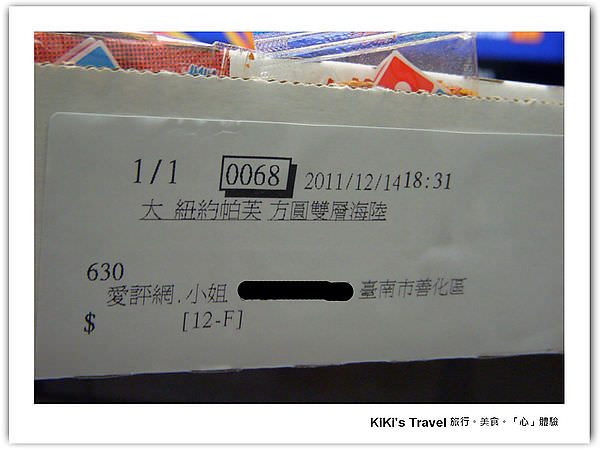 1/1 0068 2011/12/14 18:31
大 紐約帕芙 方圓雙層海陸
630
愛評網.小姐 臺南市善化區
$ [12-F]
KIKI's Travel 旅行。美食。「心」體驗